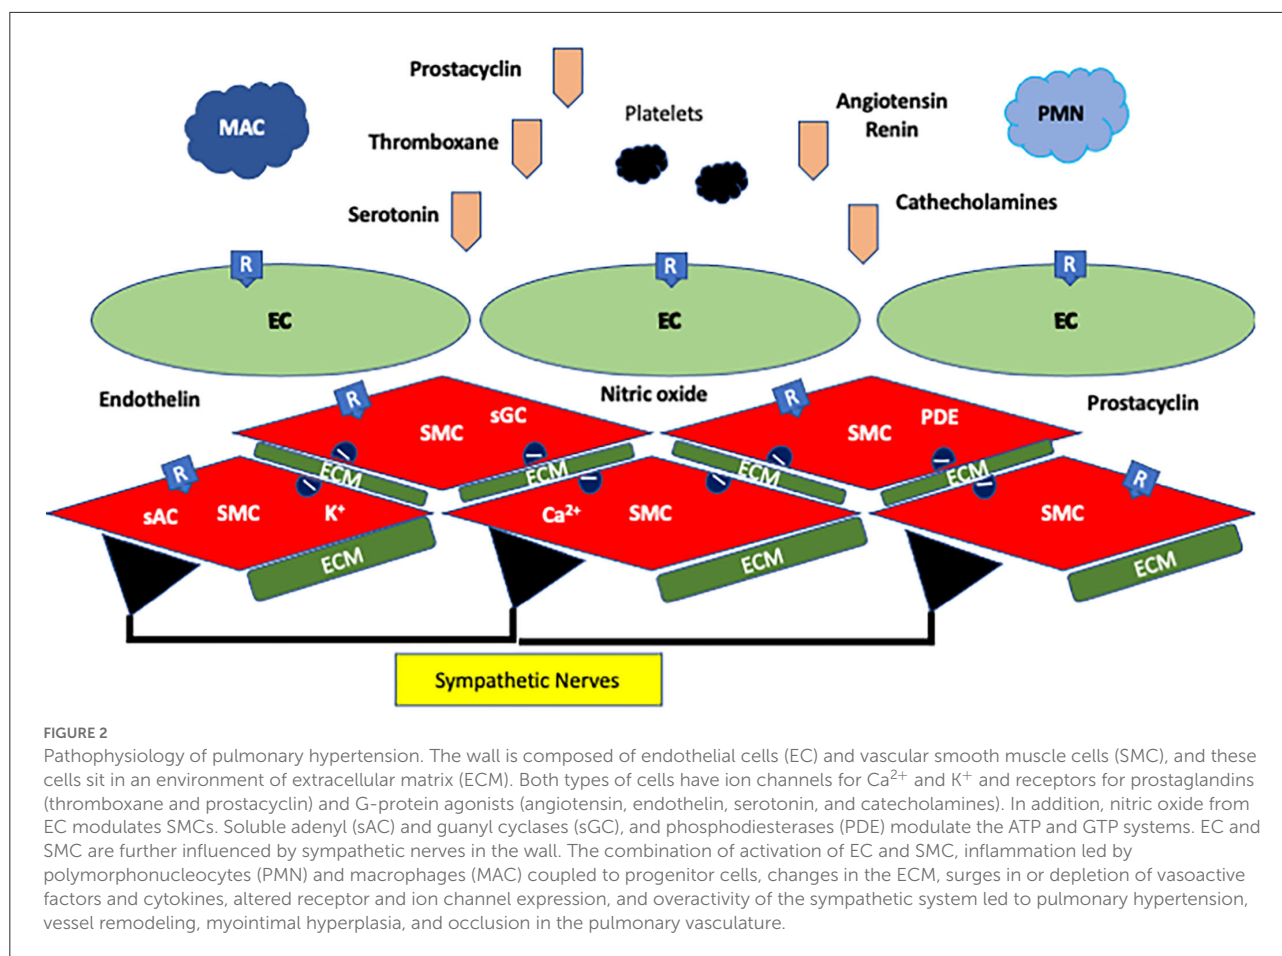 Prostacyclin
MAC
Platelets
Angiotensin
Renin
PMN
Thromboxane
Serotonin
Cathecholamines
R
R
R
EC
EC
EC
Endothelin
R
Nitric oxide
R
Prostacyclin
SMC
sGC
SMC
PDE
ECM
ECM
ECM
ECM
R
R
sAC
SMC
K+
Ca2+
SMC
SMC
ECM
ECM
ECM
Sympathetic Nerves
FIGURE 2
Pathophysiology of pulmonary hypertension. The wall is composed of endothelial cells (EC) and vascular smooth muscle cells (SMC), and these
cells sit in an environment of extracellular matrix (ECM). Both types of cells have ion channels for Ca2+ and K+ and receptors for prostaglandins
(thromboxane and prostacyclin) and G-protein agonists (angiotensin, endothelin, serotonin, and catecholamines). In addition, nitric oxide from
EC modulates SMCs. Soluble adenyl (sAC) and guanyl cyclases (sGC), and phosphodiesterases (PDE) modulate the ATP and GTP systems. EC and
SMC are further influenced by sympathetic nerves in the wall. The combination of activation of EC and SMC, inflammation led by
polymorphonucleocytes (PMN) and macrophages (MAC) coupled to progenitor cells, changes in the ECM, surges in or depletion of vasoactive
factors and cytokines, altered receptor and ion channel expression, and overactivity of the sympathetic system led to pulmonary hypertension,
vessel remodeling, myointimal hyperplasia, and occlusion in the pulmonary vasculature.